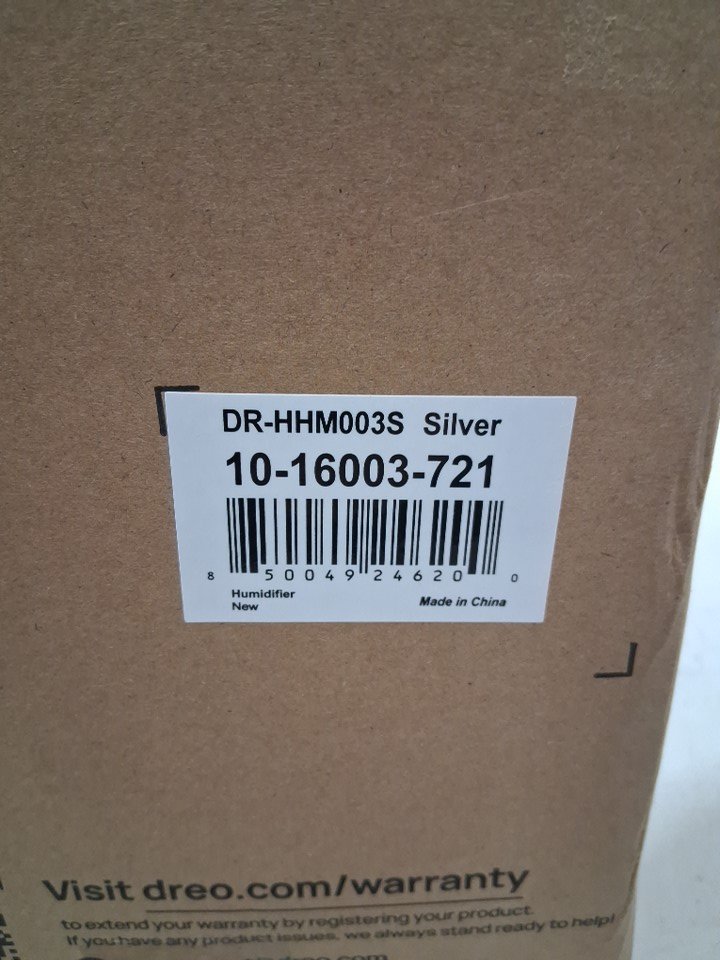 DR-HHM003S Silver
10-16003-721
8 50049 24620 0
Humidifier
New
Made in China
Visit dreo.com/warranty
to extend your warranty by registering your product.
If you have any product issues, we always stand ready to help!
dreo.com